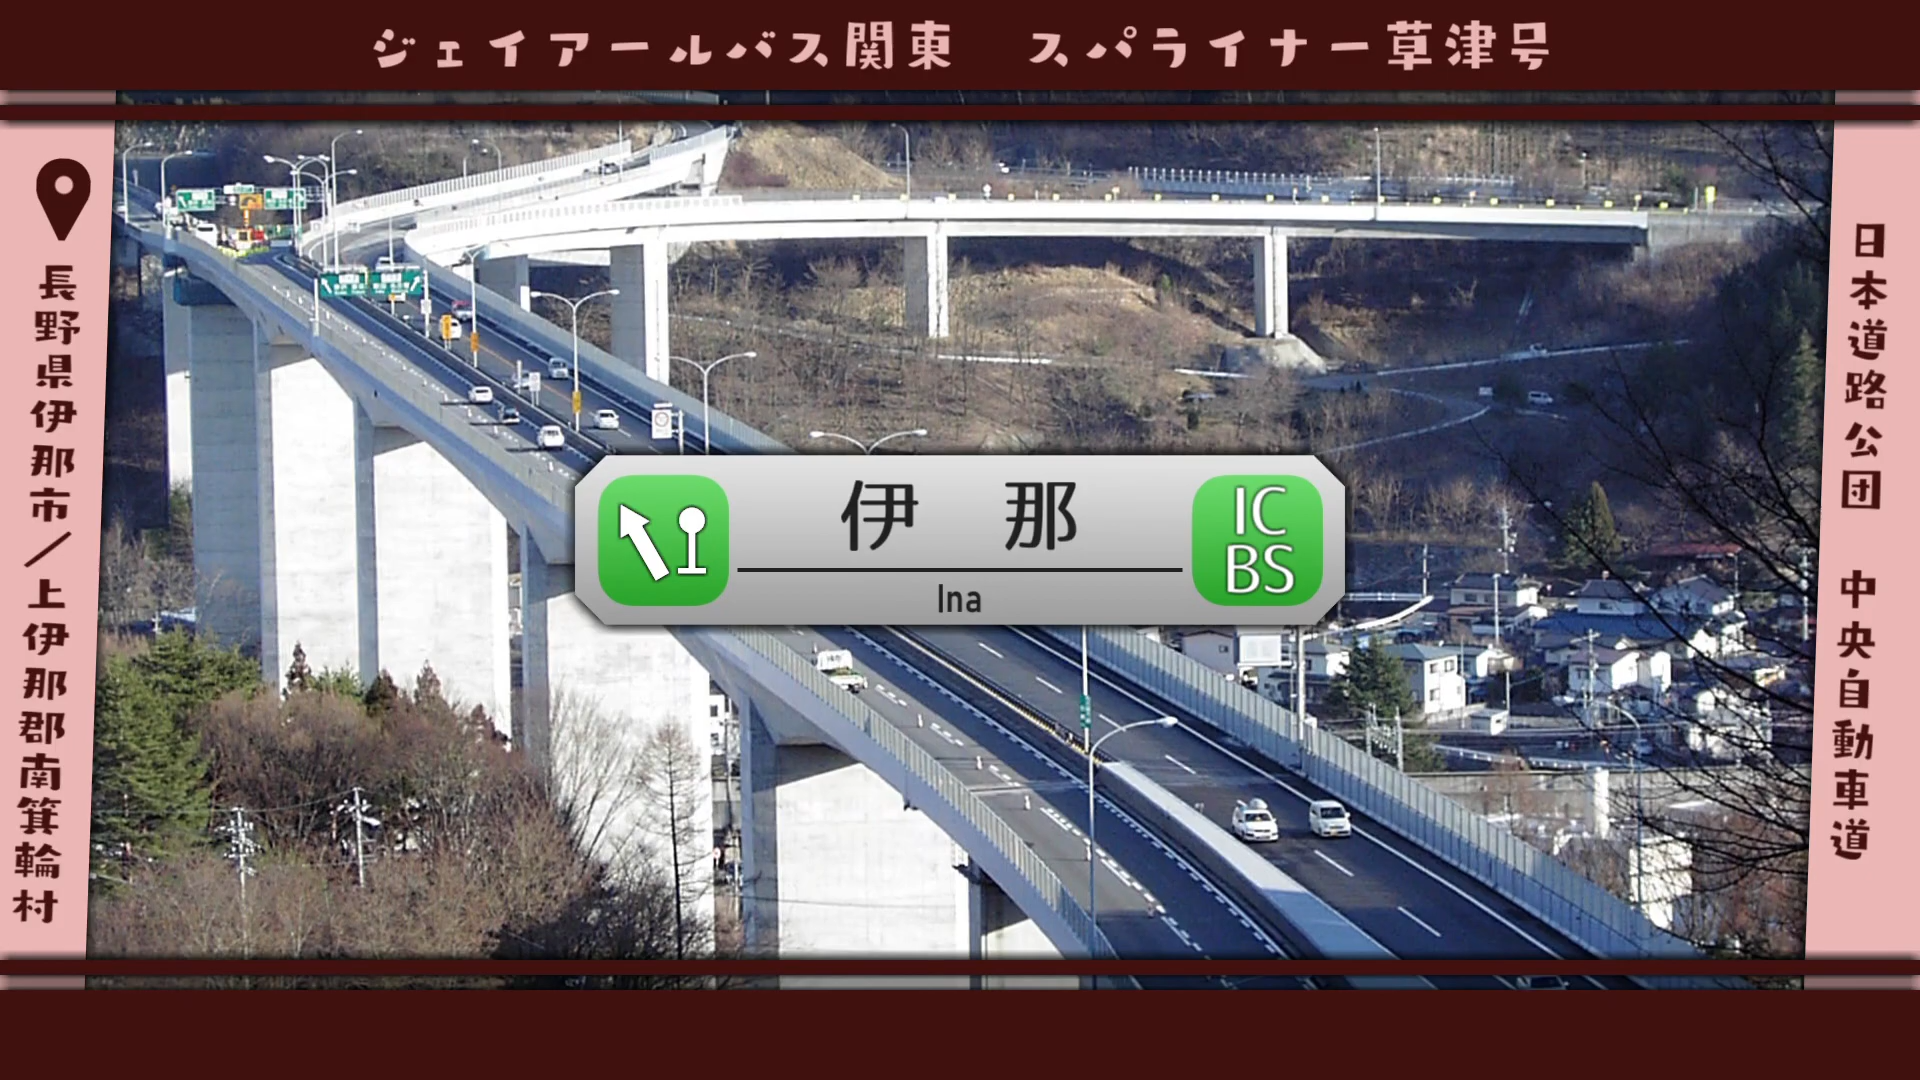 ジェイアールバス関東　スパライナー草津号
長野県伊那市／上伊那郡南箕輪村
伊　那
Ina
IC
BS
日本道路公団　中央自動車道